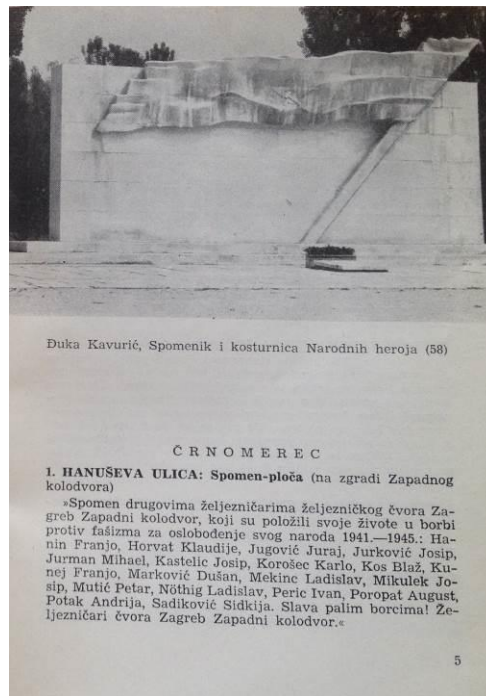 Đuka Kavurić, Spomenik i kosturnica Narodnih heroja (58)
ČRNOMEREC
1. HANUŠEVA ULICA: Spomen-ploča (na zgradi Zapadnog
kolodvora)
»Spomen drugovima željezničarima željezničkog čvora Za-
greb Zapadni kolodvor, koji su položili svoje živote u borbi
protiv fašizma za oslobođenje svog naroda 1941.—1945.: Ha-
nin Franjo, Horvat Klaudije, Jugović Juraj, Jurković Josip,
Jurman Mihael, Kastelic Josip, Korošec Karlo, Kos Blaž, Ku-
nej Franjo, Marković Dušan, Mekinc Ladislav, Mikulek Jo-
sip, Mutić Petar, Nöthig Ladislav, Peric Ivan, Poropat August,
Potak Andrija, Sadiković Sidkija. Slava palim borcima! Že-
ljezničari čvora Zagreb Zapadni kolodvor.«
5